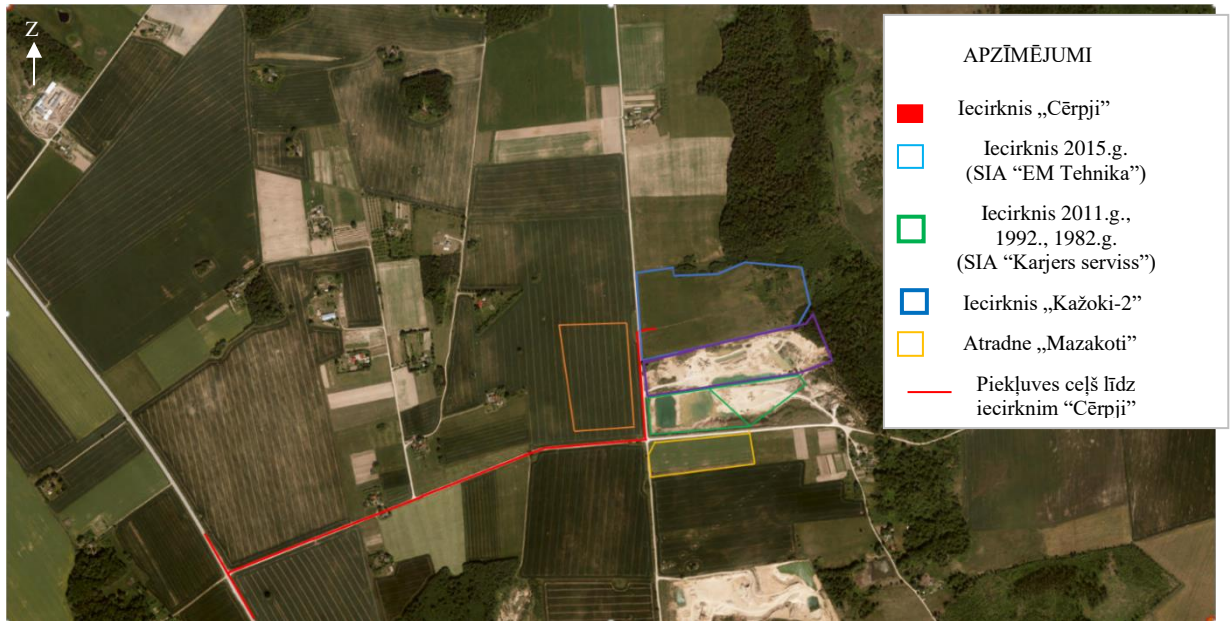 Z
APZĪMĒJUMI
Iecirknis „Cērpji”
Iecirknis 2015.g.
(SIA “EM Tehnika”)
Iecirknis 2011.g.,
1992., 1982.g.
(SIA “Karjers serviss”)
Iecirknis „Kažoki-2”
Atradne „Mazakoti”
Piekļuves ceļš līdz
iecirknim “Cērpji”